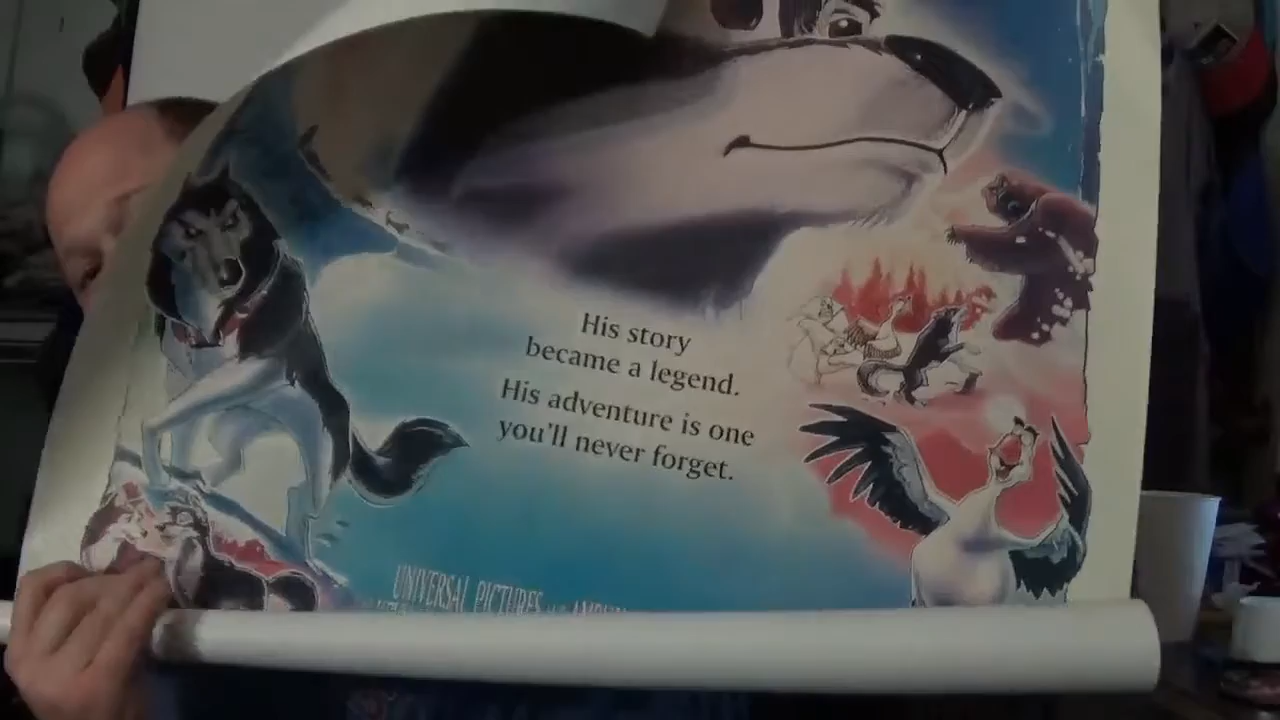 His story
became a legend.
His adventure is one
you'll never forget.
UNIVERSAL PICTURES